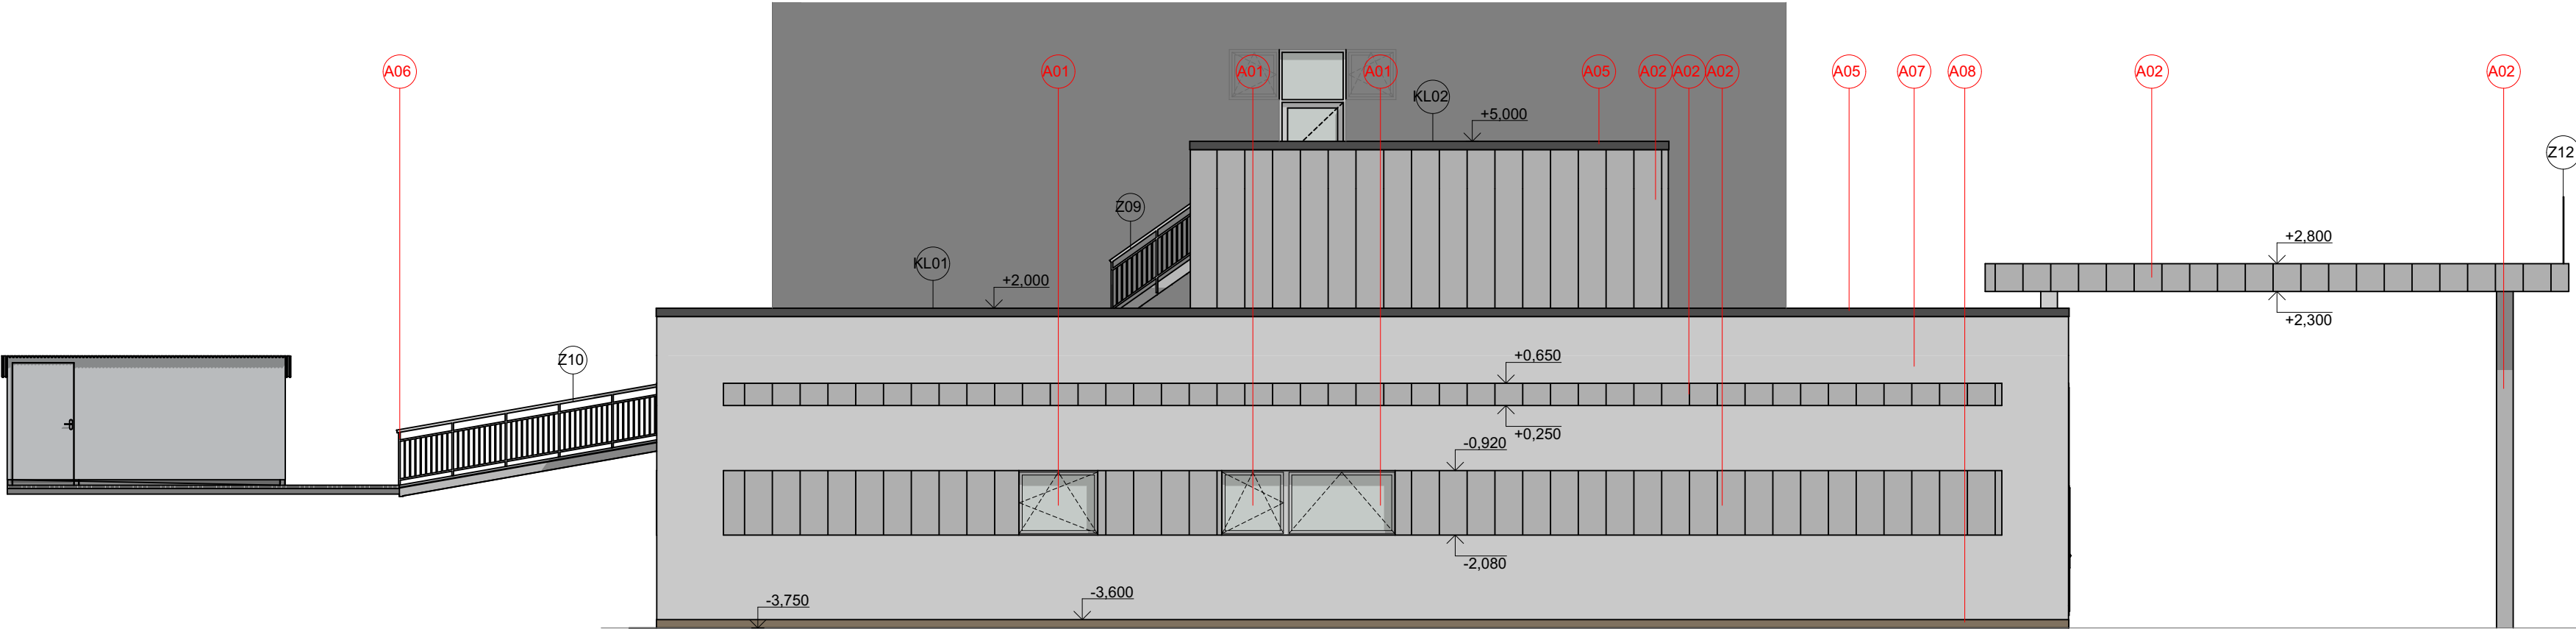 A06
A01
A01
A01
A05
A02
A02
A02
A05
A07
A08
A02
A02
KL02
+5,000
Z12
Z09
+2,800
KL01
+2,000
+2,300
Z10
+0,650
+0,250
-0,920
-2,080
-3,750
-3,600